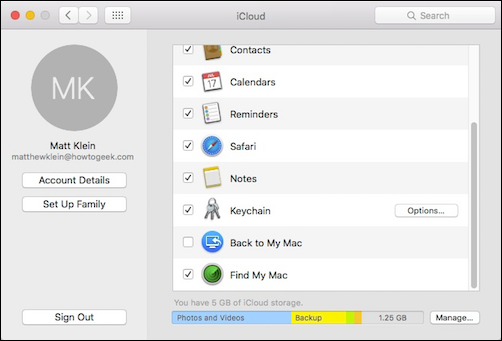 iCloud
Search
MK
Matt Klein
matthewklein@howtogeek.com
Account Details
Set Up Family
Sign Out
Contacts
JUL
17
Calendars
Reminders
Safari
Notes
Keychain
Options...
Back to My Mac
Find My Mac
You have 5 GB of iCloud storage.
Photos and Videos
Backup
1.25 GB
Manage...